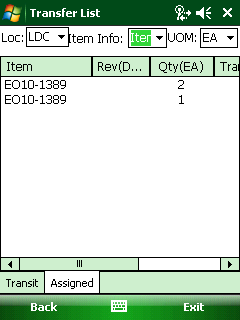 Transfer List
Loc: LDC Item Info: Iter UOM: EA
Item Rev(D... Qty(EA) Tra
EO10-1389 2
EO10-1389 1
Transit Assigned
Back Exit